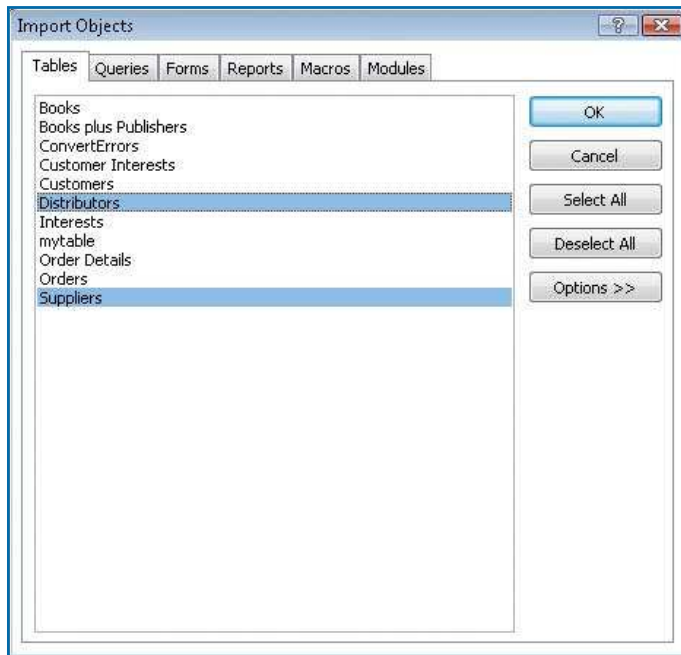 Import Objects
Tables Queries Forms Reports Macros Modules
Books
Books plus Publishers
ConvertErrors
Customer Interests
Customers
Distributors
Interests
mytable
Order Details
Orders
Suppliers
OK
Cancel
Select All
Deselect All
Options >>